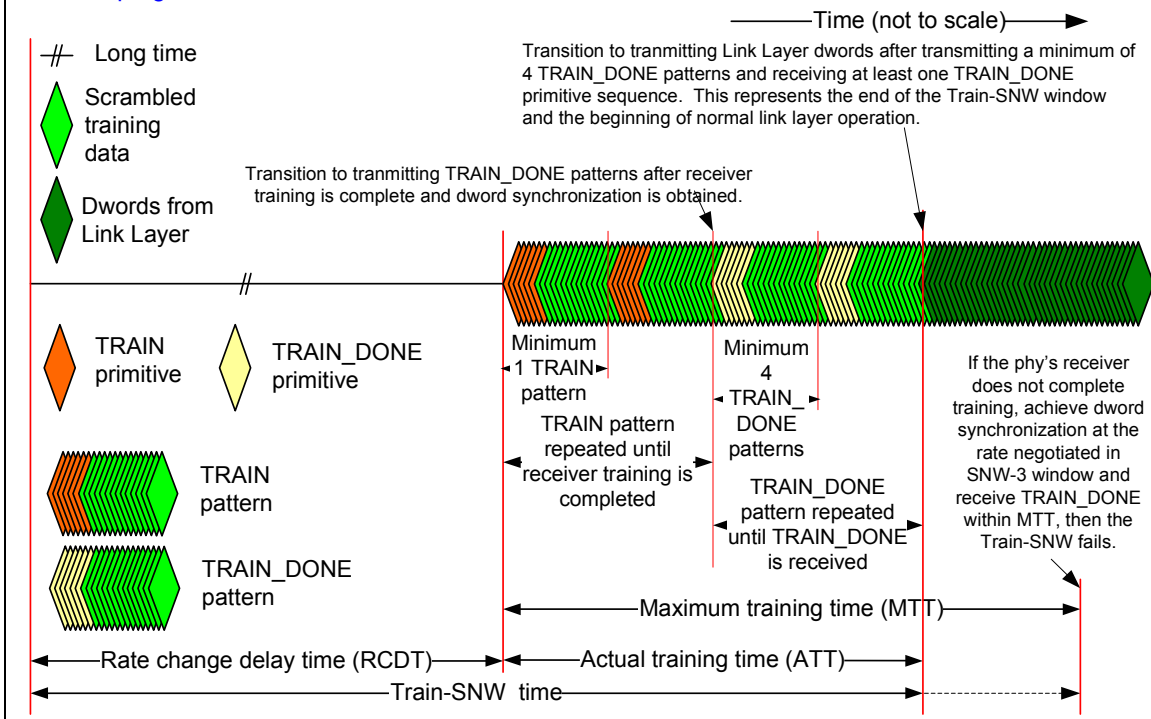 Time (not to scale)
Long time
Scrambled
training
data
Dwords from
Link Layer
Transition to tranmitting Link Layer dwords after transmitting a minimum of
4 TRAIN_DONE patterns and receiving at least one TRAIN_DONE
primitive sequence. This represents the end of the Train-SNW window
and the beginning of normal link layer operation.
Transition to tranmitting TRAIN_DONE patterns after receiver
training is complete and dword synchronization is obtained.
TRAIN
primitive
TRAIN_DONE
primitive
TRAIN
pattern
TRAIN_DONE
pattern
Minimum
1 TRAIN
pattern
Minimum
4
TRAIN_
DONE
patterns
TRAIN pattern
repeated until
receiver training is
completed
TRAIN_DONE
pattern repeated
until TRAIN_DONE
is received
If the phy's receiver
does not complete
training, achieve dword
synchronization at the
rate negotiated in
SNW-3 window and
receive TRAIN_DONE
within MTT, then the
Train-SNW fails.
Maximum training time (MTT)
Rate change delay time (RCDT)
Actual training time (ATT)
Train-SNW time